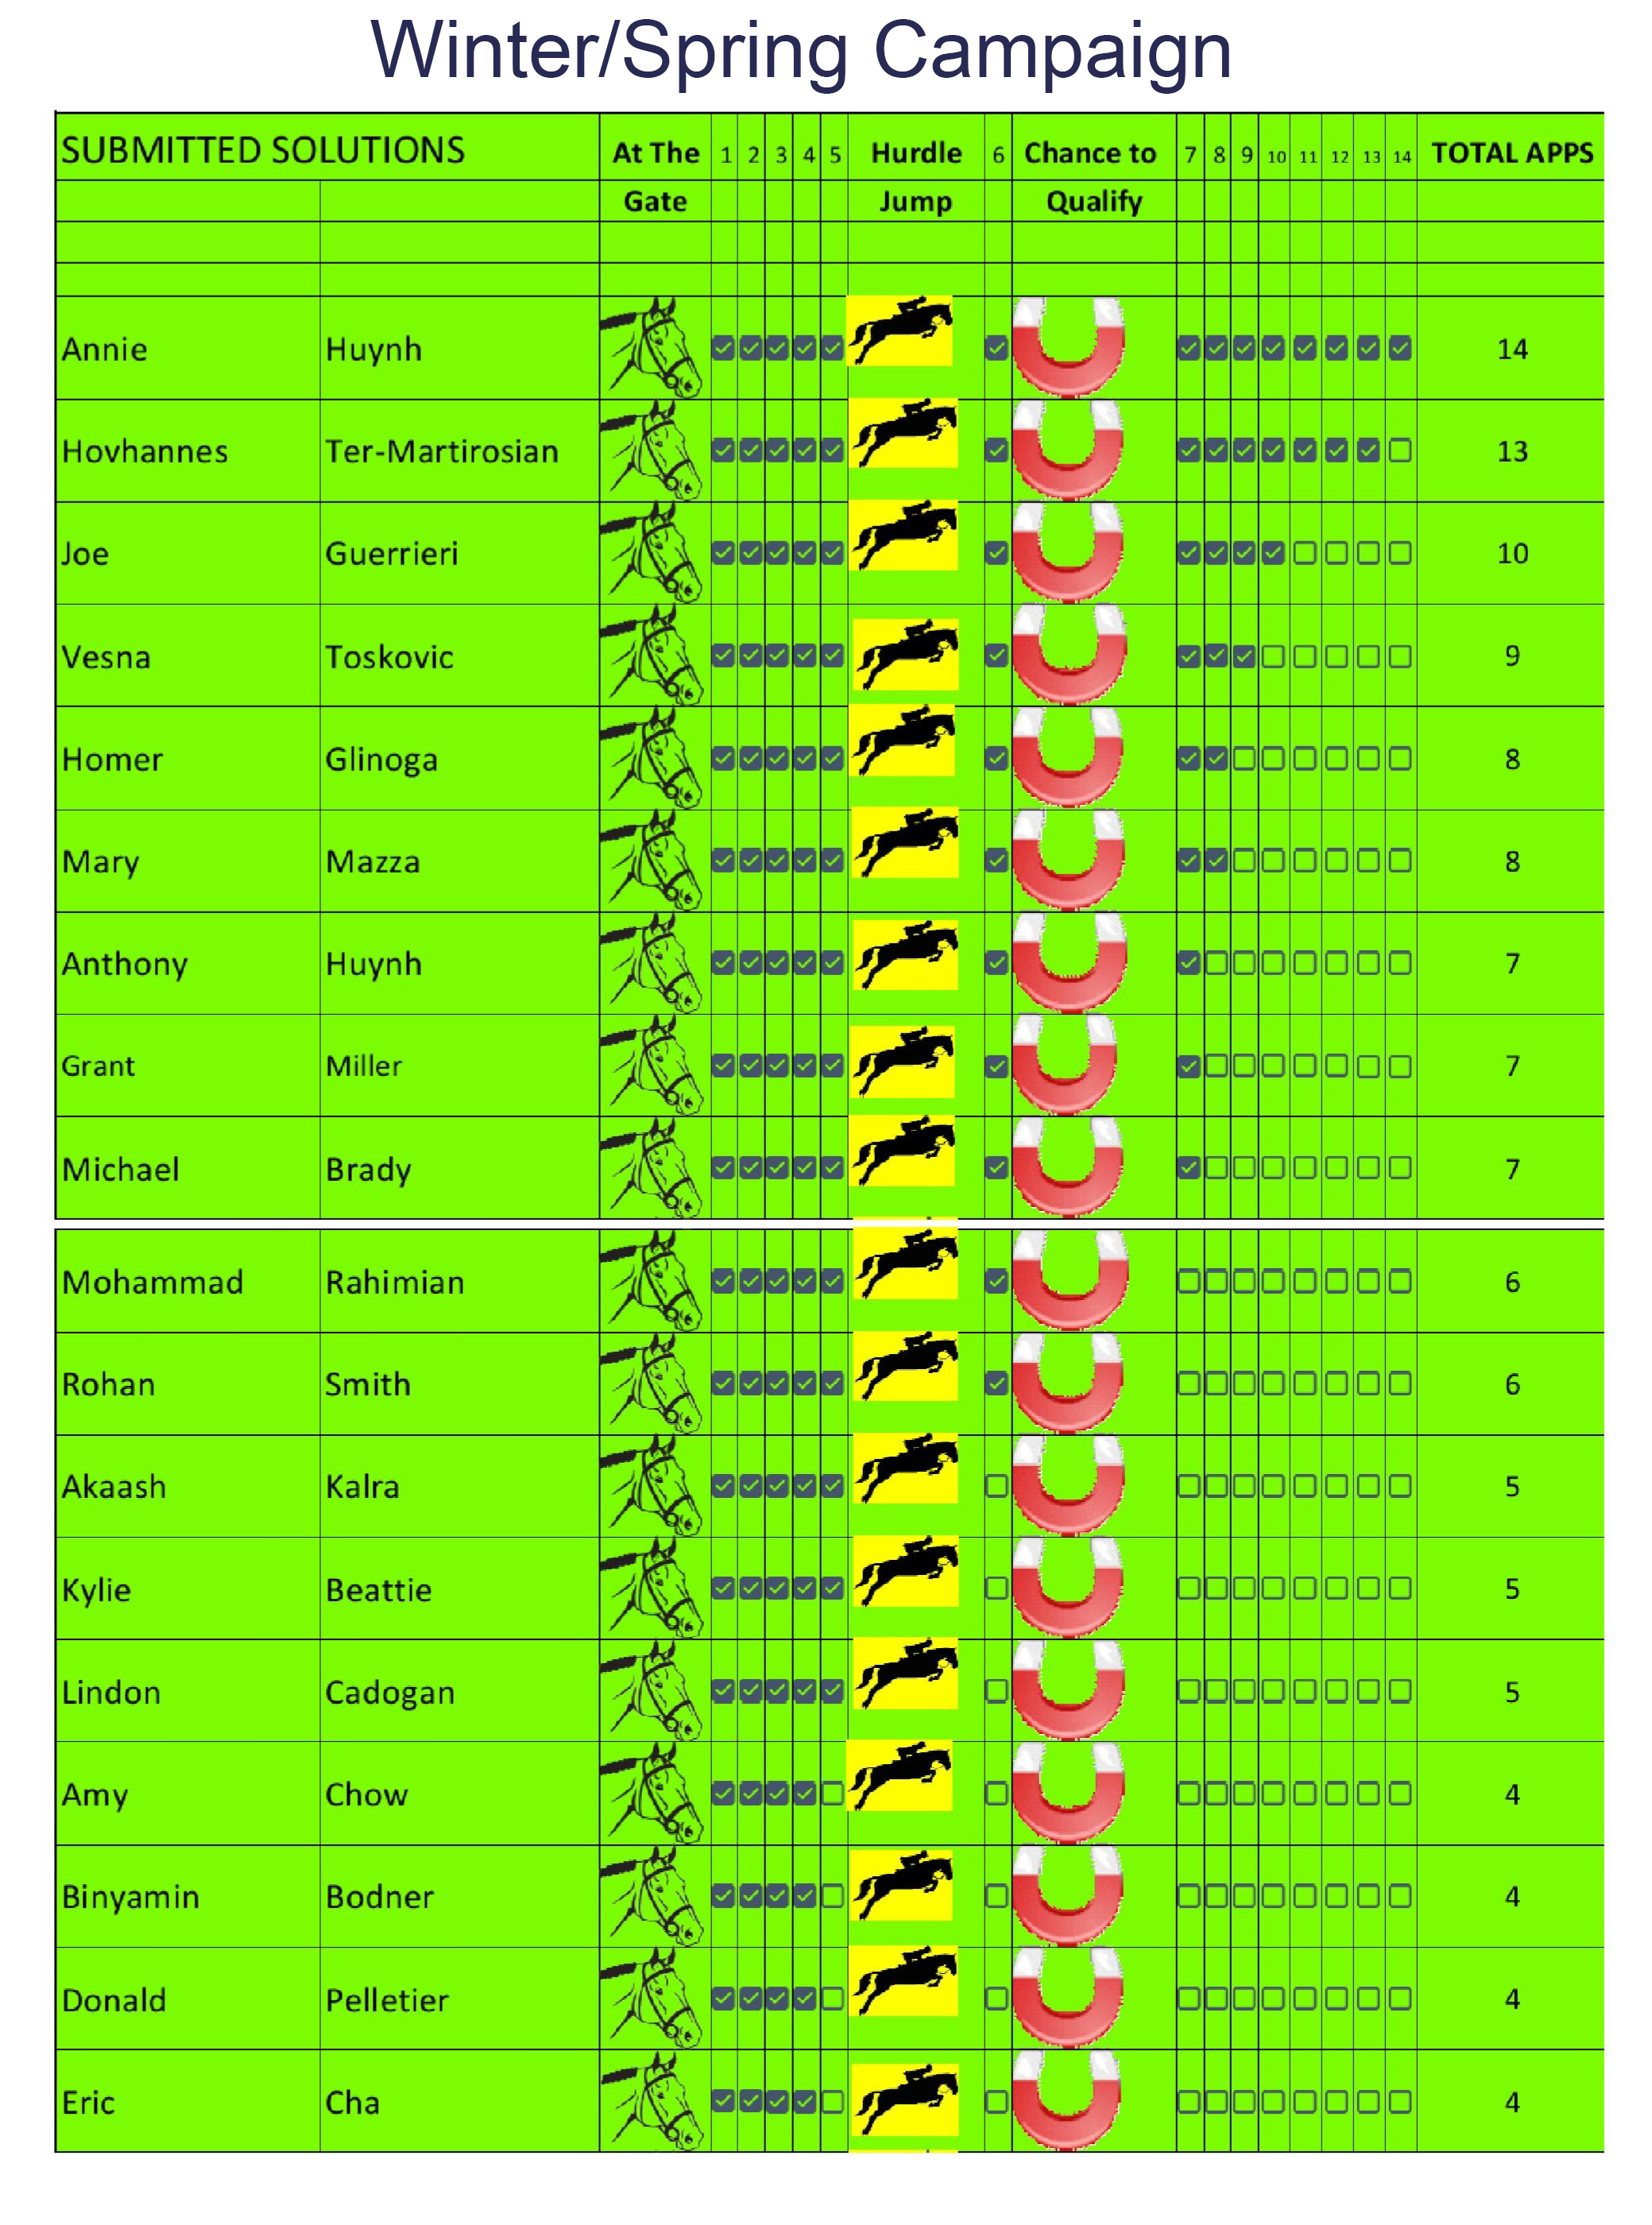 Winter/Spring Campaign
SUBMITTED SOLUTIONS At The 1 2 3 4 5 Hurdle 6 Chance to 7 8 9 10 11 12 13 14 TOTAL APPS
Gate Jump Qualify
Annie Huynh 14
Hovhannes Ter-Martirosian 13
Joe Guerrieri 10
Vesna Toskovic 9
Homer Glinoga 8
Mary Mazza 8
Anthony Huynh 7
Grant Miller 7
Michael Brady 7
Mohammad Rahimian 6
Rohan Smith 6
Akaash Kalra 5
Kylie Beattie 5
Lindon Cadogan 5
Amy Chow 4
Binyamin Bodner 4
Donald Pelletier 4
Eric Cha 4